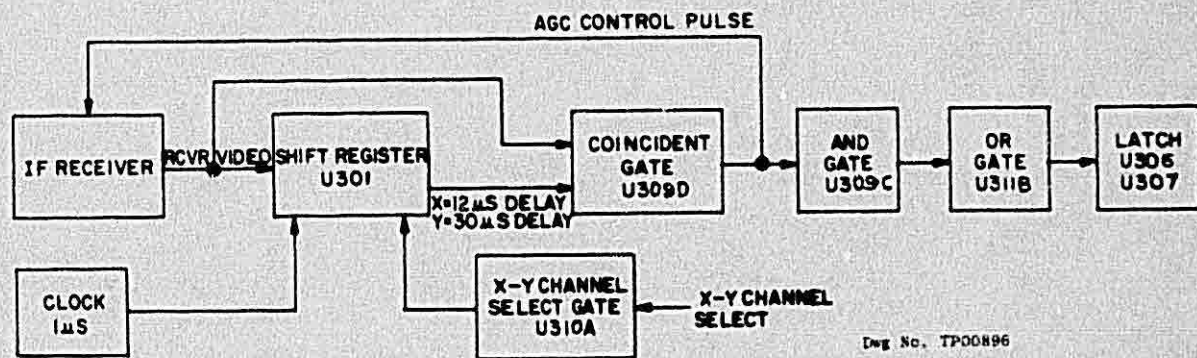 AGC CONTROL PULSE
IF RECEIVER
RCVR VIDEO
SHIFT REGISTER
U301
X=12µS DELAY
Y=30µS DELAY
COINCIDENT
GATE
U309D
AND
GATE
U309C
OR
GATE
U311B
LATCH
U306
U307
CLOCK
1µS
X-Y CHANNEL
SELECT GATE
U310A
X-Y CHANNEL
SELECT
Dwg No. TP00896